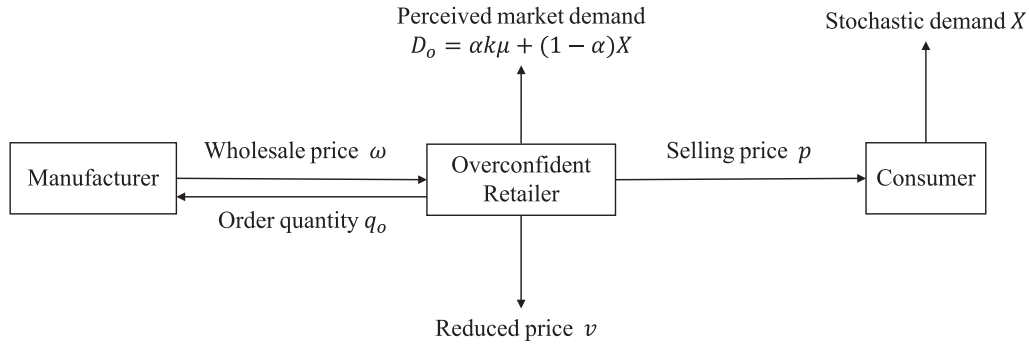 Perceived market demand
Stochastic demand X
D_o = αkμ + (1 − α)X
Manufacturer
Wholesale price ω
Order quantity q_o
Overconfident
Retailer
Selling price p
Consumer
Reduced price v